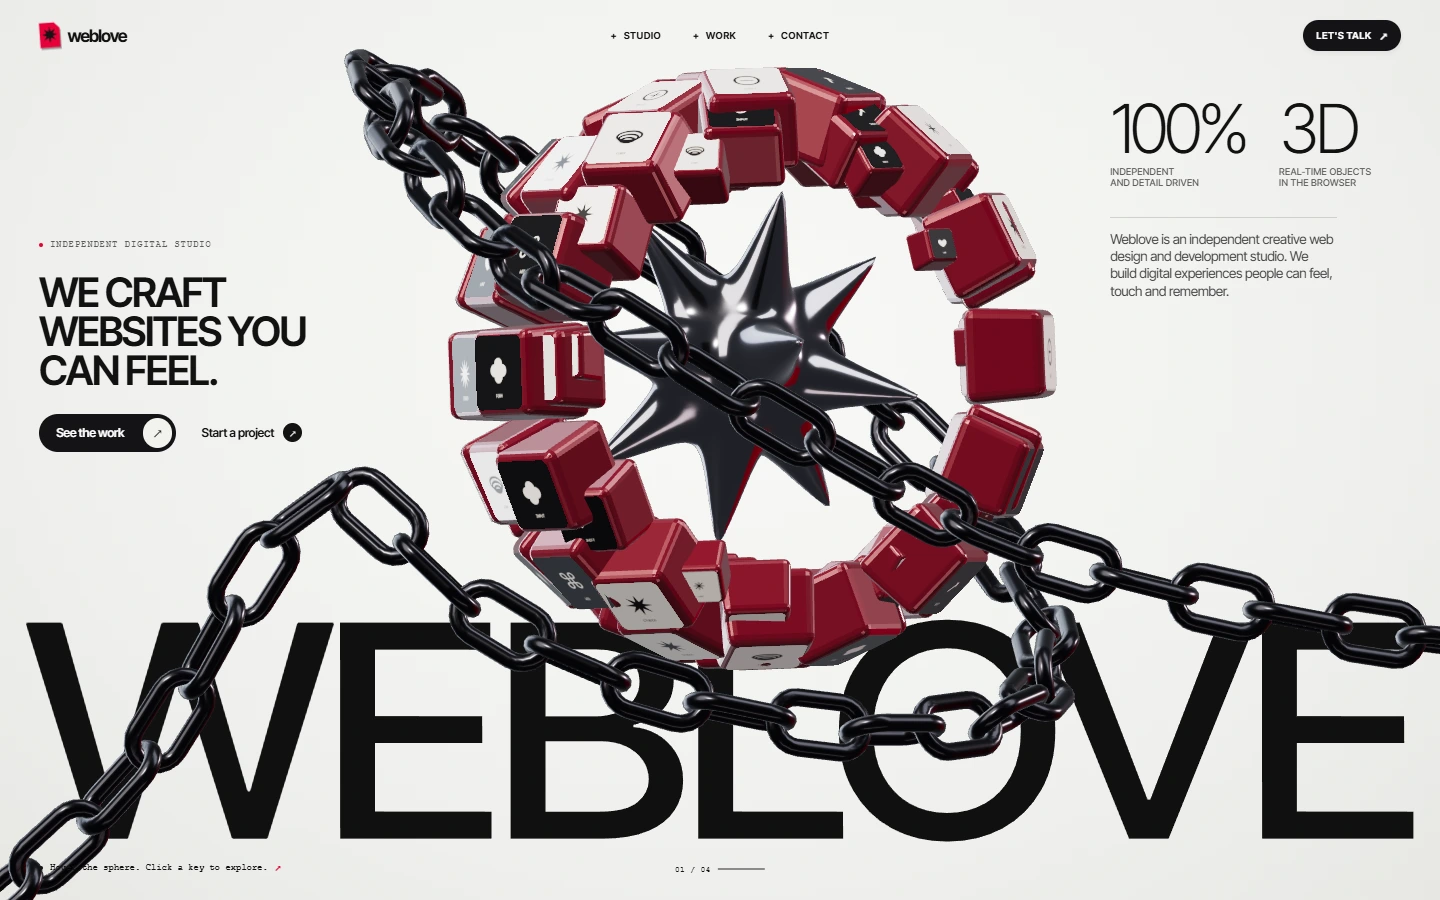 weblove
+ STUDIO
+ WORK
+ CONTACT
LET'S TALK ↗
100%
INDEPENDENT
AND DETAIL DRIVEN
3D
REAL-TIME OBJECTS
IN THE BROWSER
Weblove is an independent creative web
design and development studio. We
build digital experiences people can feel,
touch and remember.
INDEPENDENT DIGITAL STUDIO
WE CRAFT
WEBSITES YOU
CAN FEEL.
See the work ↗
Start a project ↗
WEBLOVE
the sphere. Click a key to explore. ↗
01 / 04